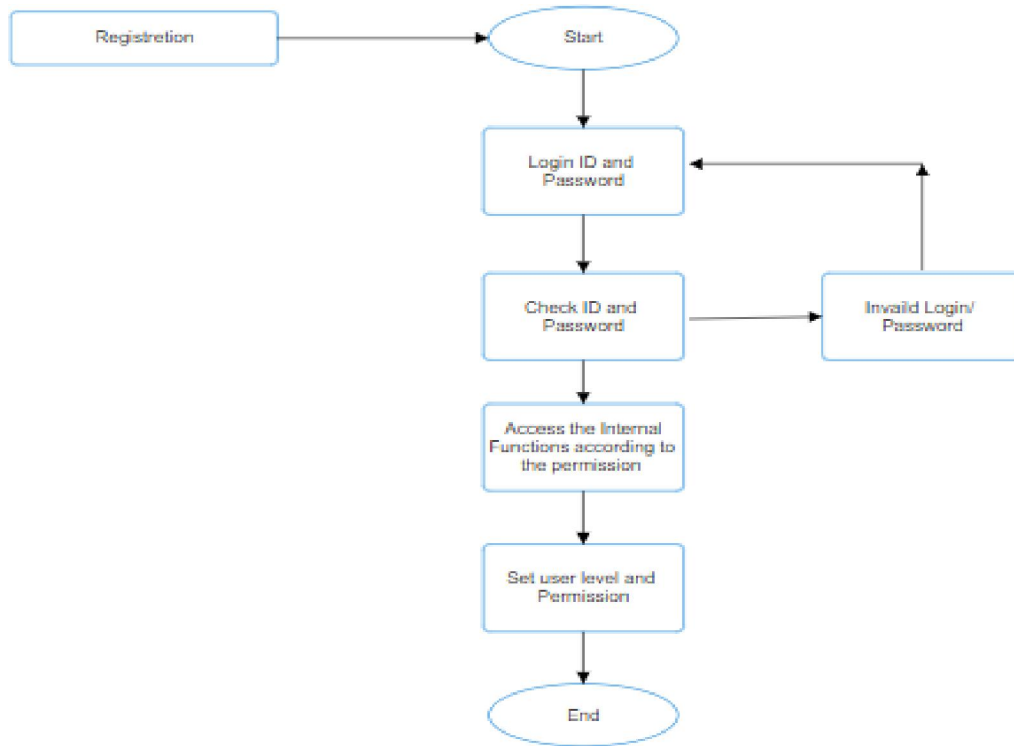 Registretion
Start
Login ID and
Password
Check ID and
Password
Invaild Login/
Password
Access the Internal
Functions according to
the permission
Set user level and
Permission
End